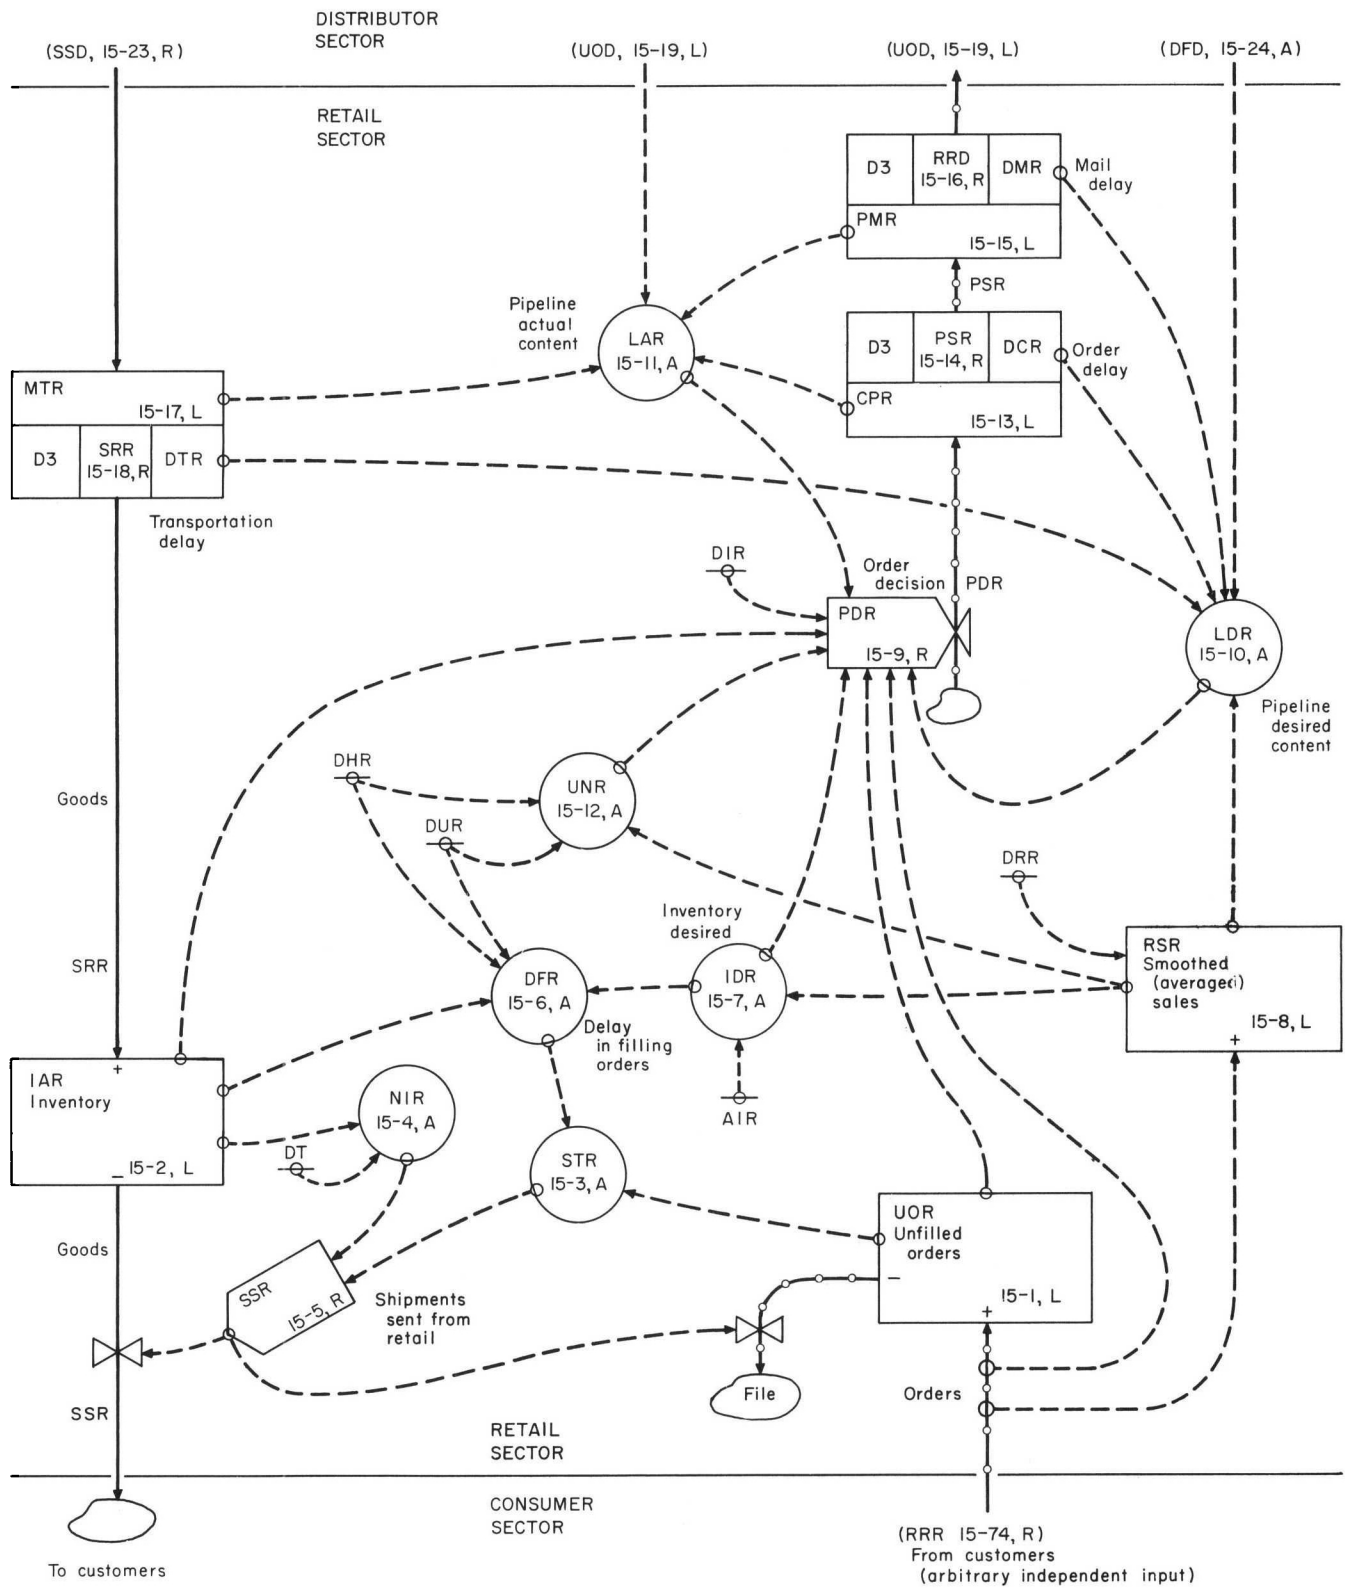 DISTRIBUTOR
SECTOR
(SSD, 15-23, R)
(UOD, 15-19, L)
(UOD, 15-19, L)
(DFD, 15-24, A)
RETAIL
SECTOR
D3
RRD
15-16, R
DMR
Mail
delay
PMR
15-15, L
PSR
Pipeline
actual
content
LAR
15-11, A
D3
PSR
15-14, R
DCR
Order
delay
CPR
15-13, L
MTR
15-17, L
D3
SRR
15-18, R
DTR
Transportation
delay
DIR
Order
decision
PDR
PDR
15-9, R
LDR
15-10, A
Pipeline
desired
content
DHR
UNR
15-12, A
Goods
DUR
DRR
Inventory
desired
SRR
DFR
15-6, A
IDR
15-7, A
RSR
Smoothed
(averaged)
sales
15-8, L
+
Delay
in filling
orders
+
IAR
Inventory
15-2, L
–
NIR
15-4, A
AIR
DT
STR
15-3, A
UOR
Unfilled
orders
–
15-1, L
+
Goods
SSR
15-5, R
Shipments
sent from
retail
File
Orders
SSR
RETAIL
SECTOR
CONSUMER
SECTOR
(RRR 15-74, R)
From customers
(arbitrary independent input)
To customers